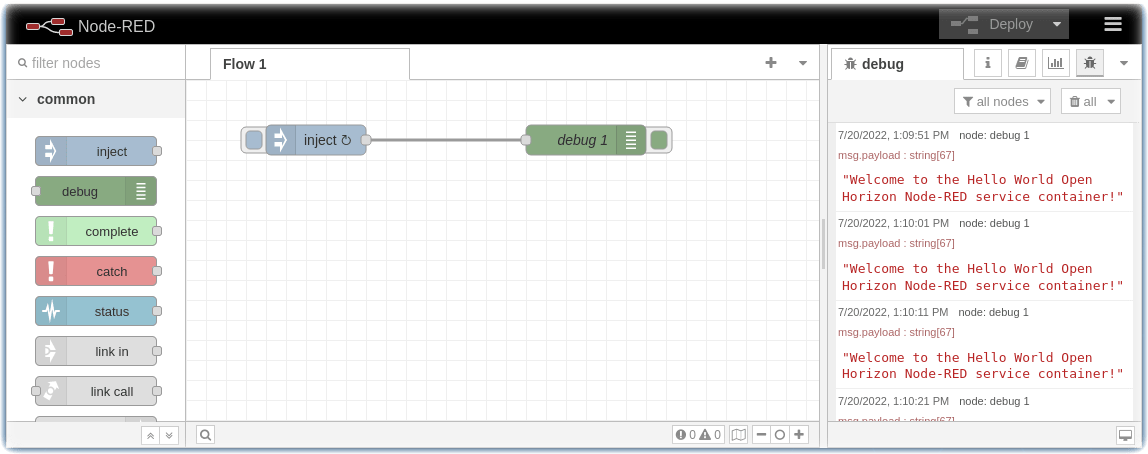 Node-RED
Deploy
filter nodes
Flow 1
debug
common
all nodes
all
inject
debug
complete
catch
status
link in
link call
inject ↻
debug 1
7/20/2022, 1:09:51 PM node: debug 1
msg.payload : string[67]
"Welcome to the Hello World Open
Horizon Node-RED service container!"
7/20/2022, 1:10:01 PM node: debug 1
msg.payload : string[67]
"Welcome to the Hello World Open
Horizon Node-RED service container!"
7/20/2022, 1:10:11 PM node: debug 1
msg.payload : string[67]
"Welcome to the Hello World Open
Horizon Node-RED service container!"
7/20/2022, 1:10:21 PM node: debug 1
msg.payload : string[67]
0 0